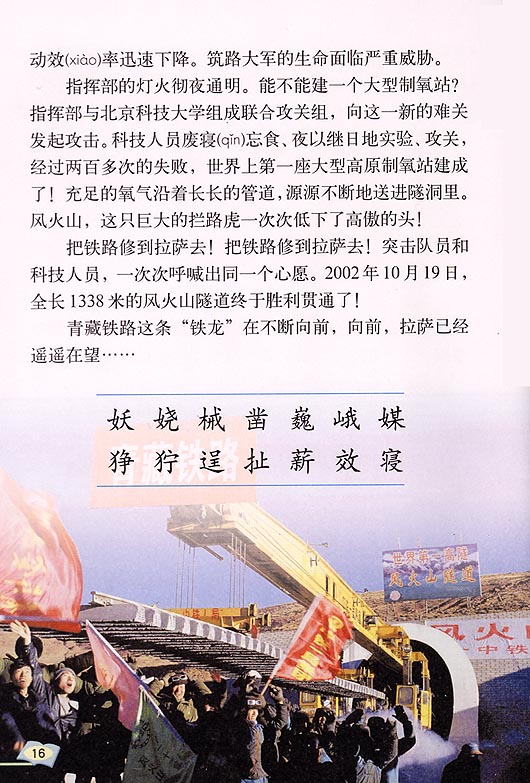 动效(xiào)率迅速下降。筑路大军的生命面临严重威胁。
指挥部的灯火彻夜通明。能不能建一个大型制氧站？
指挥部与北京科技大学组成联合攻关组，向这一新的难关
发起攻击。科技人员废寝(qǐn)忘食、夜以继日地实验、攻关，
经过两百多次的失败，世界上第一座大型高原制氧站建成
了！充足的氧气沿着长长的管道，源源不断地送进隧洞里。
风火山，这只巨大的拦路虎一次次低下了高傲的头！
把铁路修到拉萨去！把铁路修到拉萨去！突击队员和
科技人员，一次次呼喊出同一个心愿。2002年10月19日，
全长1338米的风火山隧道终于胜利贯通了！
青藏铁路这条“铁龙”在不断向前，向前，拉萨已经
遥遥在望……
妖 娆 械 凿 巍 峨 媒
狰 狞 逞 扯 薪 效 寝
青藏铁路
世界第一高隧
风火山隧道
风火
中铁
16